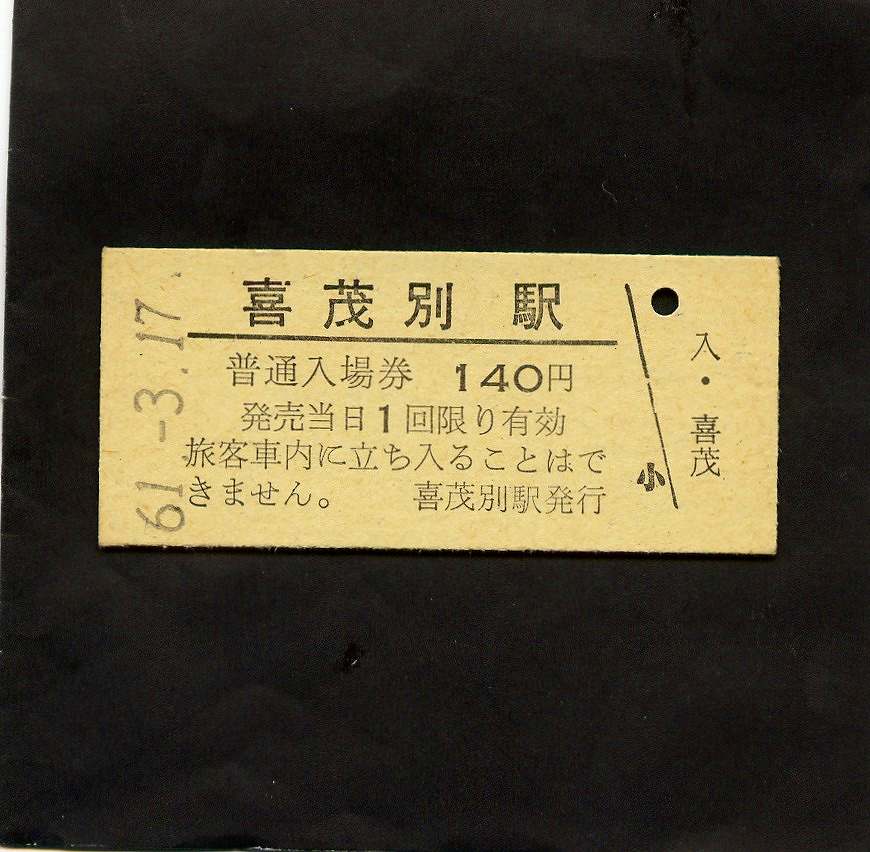 61-3.17.
喜茂別駅
普通入場券 140円
発売当日1回限り有効
旅客車内に立ち入ることはで
きません。 喜茂別駅発行
小
入・喜茂